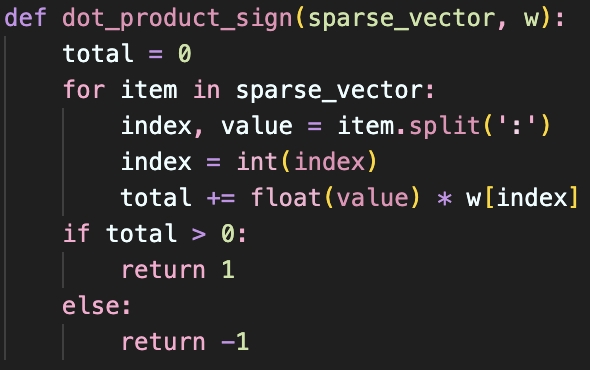 def dot_product_sign(sparse_vector, w):
    total = 0
    for item in sparse_vector:
        index, value = item.split(':')
        index = int(index)
        total += float(value) * w[index]
    if total > 0:
        return 1
    else:
        return -1